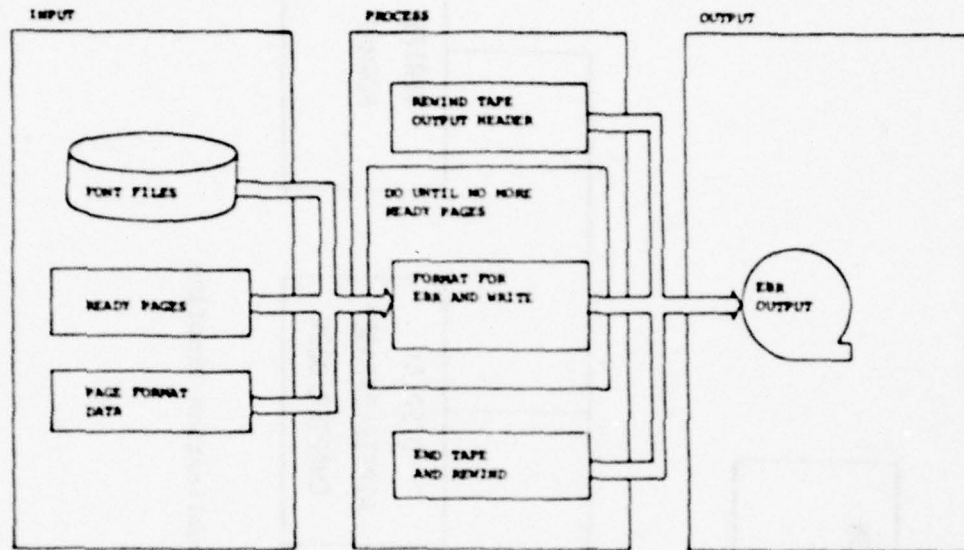 INPUT
PROCESS
OUTPUT
FONT FILES
READY PAGES
PAGE FORMAT
DATA
REWIND TAPE
OUTPUT HEADER
DO UNTIL NO MORE
READY PAGES
FORMAT FOR
EBR AND WRITE
END TAPE
AND REWIND
EBR
OUTPUT